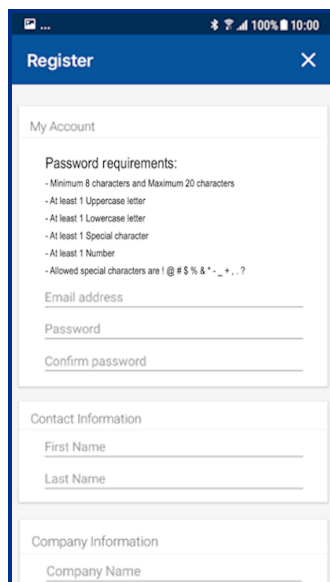 ... 100% 10:00
Register
My Account
Password requirements:
- Minimum 8 characters and Maximum 20 characters
- At least 1 Uppercase letter
- At least 1 Lowercase letter
- At least 1 Special character
- At least 1 Number
- Allowed special characters are ! @ # $ % & * - _ + , . ?
Email address
Password
Confirm password
Contact Information
First Name
Last Name
Company Information
Company Name